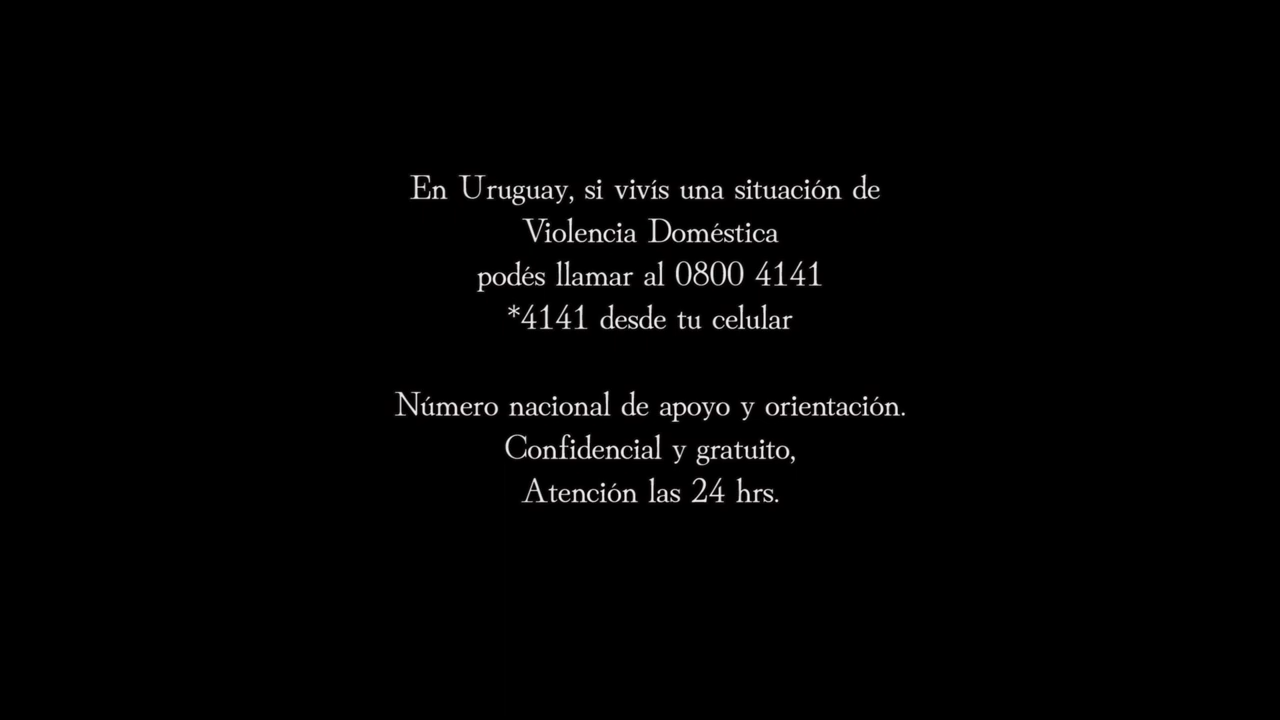 En Uruguay, si vivís una situación de
Violencia Doméstica
podés llamar al 0800 4141
*4141 desde tu celular
Número nacional de apoyo y orientación.
Confidencial y gratuito,
Atención las 24 hrs.